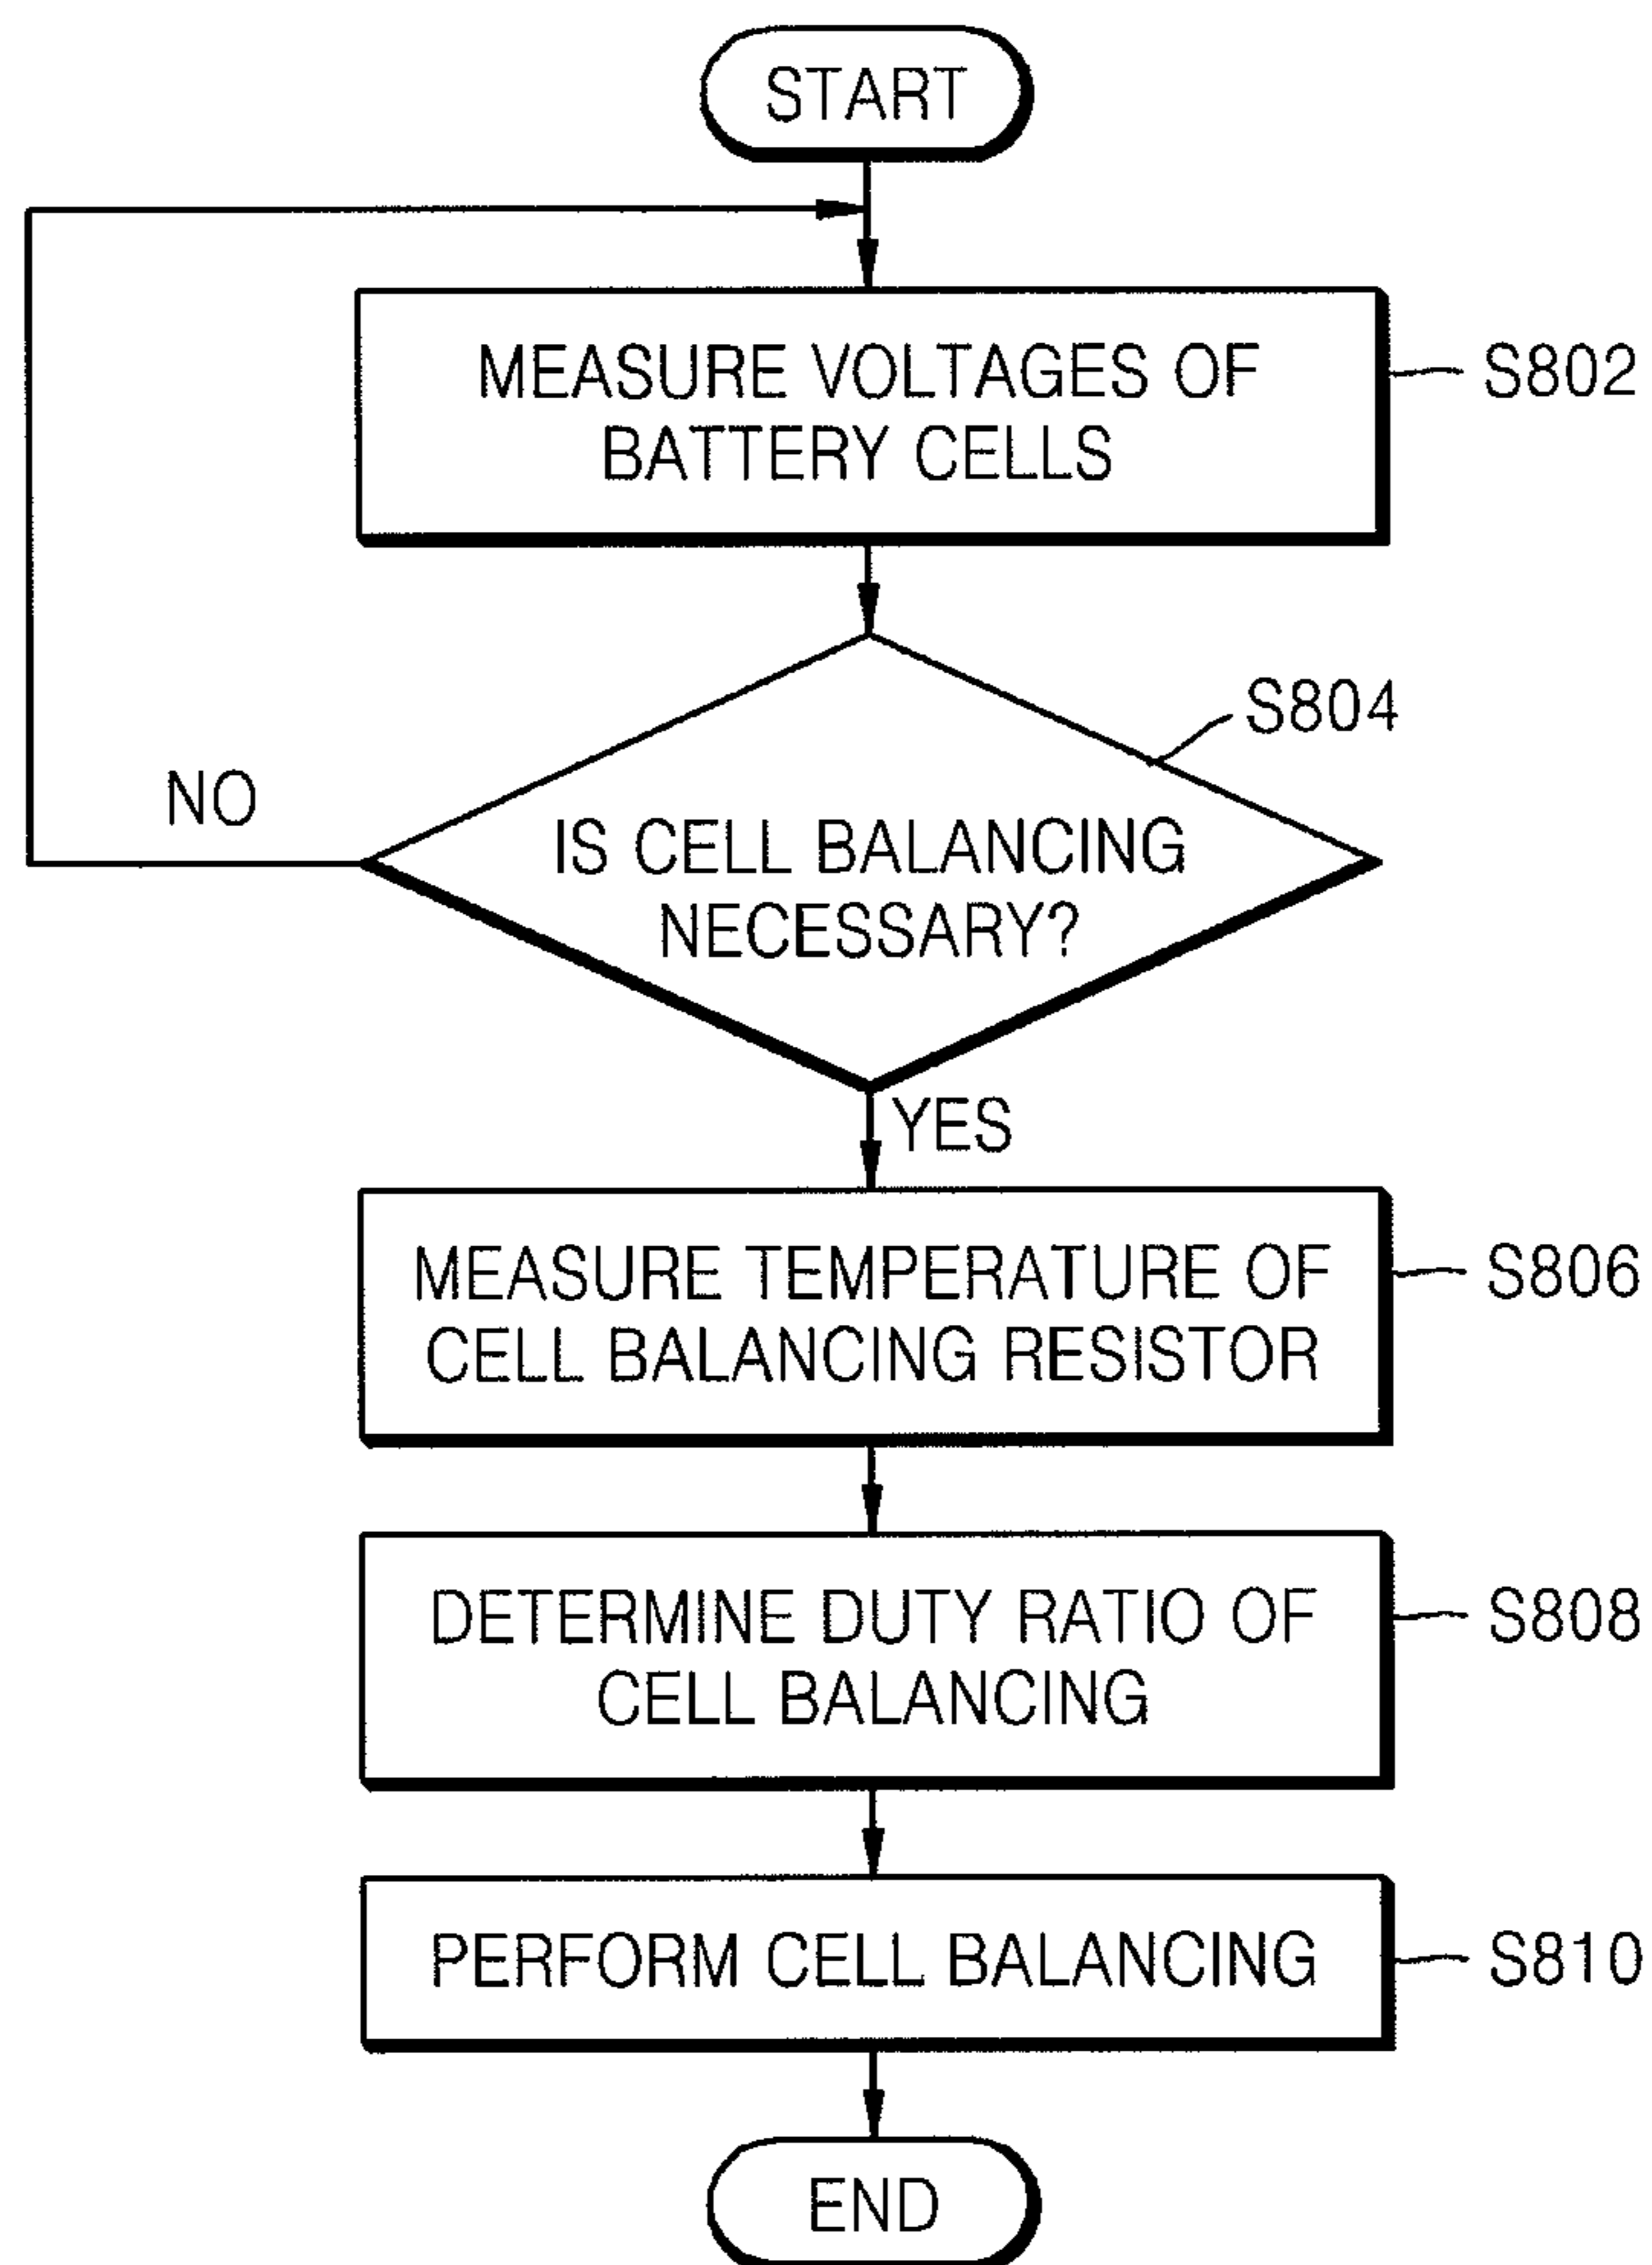 START
MEASURE VOLTAGES OF
BATTERY CELLS
S802
S804
NO
IS CELL BALANCING
NECESSARY?
YES
MEASURE TEMPERATURE OF
CELL BALANCING RESISTOR
S806
DETERMINE DUTY RATIO OF
CELL BALANCING
S808
PERFORM CELL BALANCING
S810
END